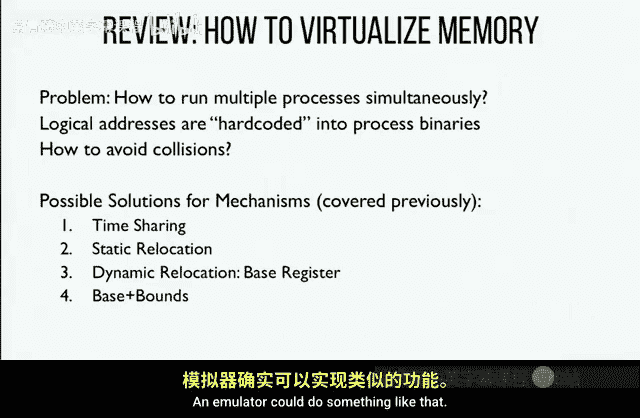 REVIEW: HOW TO VIRTUALIZE MEMORY
Problem: How to run multiple processes simultaneously?
Logical addresses are “hardcoded” into process binaries
How to avoid collisions?
Possible Solutions for Mechanisms (covered previously):
1. Time Sharing
2. Static Relocation
3. Dynamic Relocation: Base Register
4. Base+Bounds
模拟器确实可以实现类似的功能。
An emulator could do something like that.